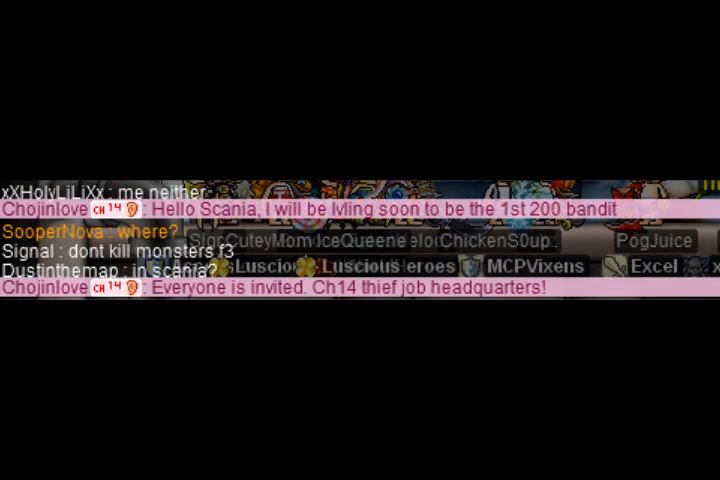 xXHolyLiLiXx : me neither
Chojinlove CH 14 : Hello Scania, I will be lvling soon to be the 1st 200 bandit
SooperNova : where?
CuteyMom IceQueene ChickenS0up..
PogJuice
Signal : dont kill monsters f3
Luscious eroes MCPVixens Excel
Dustinthemap : in scania?
Chojinlove CH 14 : Everyone is invited. Ch14 thief job headquarters!